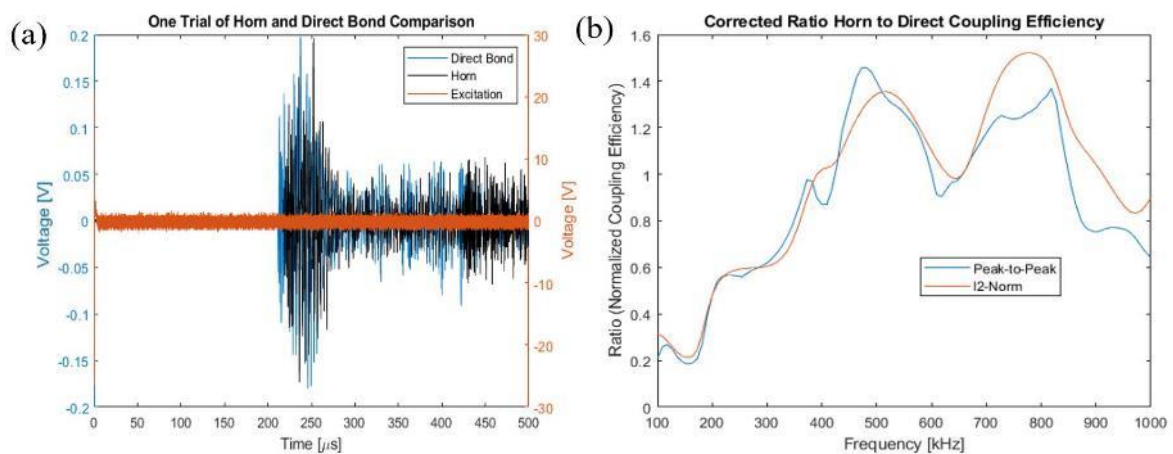 (a)
One Trial of Horn and Direct Bond Comparison
0.2
0.15
0.1
0.05
0
-0.05
-0.1
-0.15
-0.2
Voltage [V]
30
20
10
0
-10
-20
-30
Voltage [V]
Direct Bond
Horn
Excitation
0 50 100 150 200 250 300 350 400 450 500
Time [μs]
(b)
Corrected Ratio Horn to Direct Coupling Efficiency
1.6
1.4
1.2
1
0.8
0.6
0.4
0.2
0
Ratio (Normalized Coupling Efficiency)
Peak-to-Peak
l2-Norm
100 200 300 400 500 600 700 800 900 1000
Frequency [kHz]